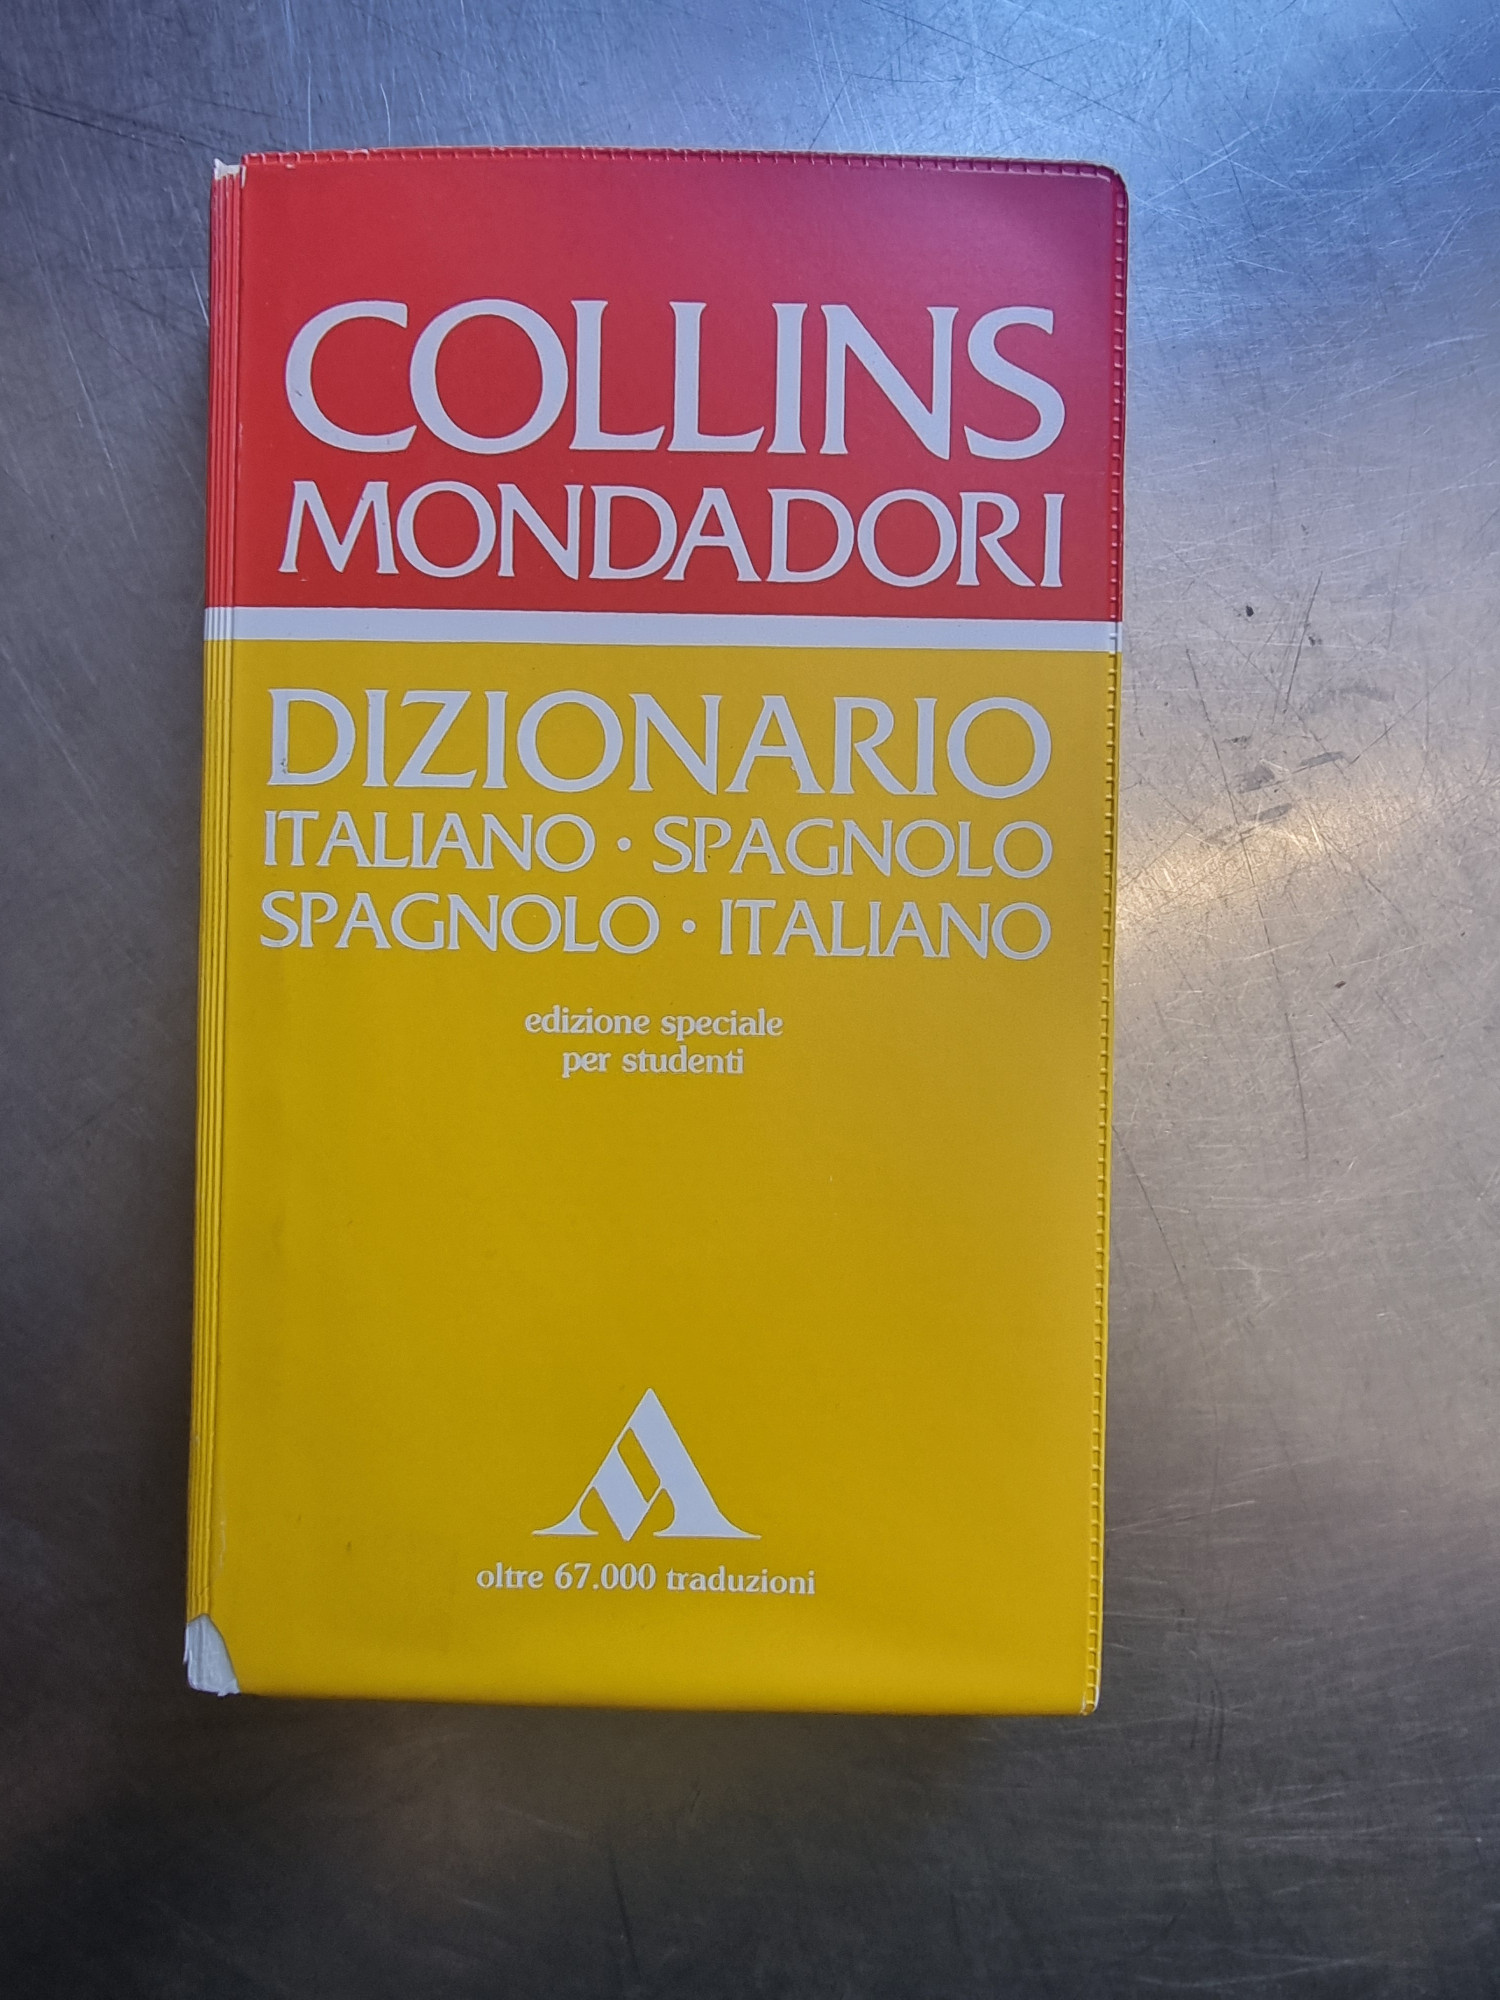 COLLINS
MONDADORI
DIZIONARIO
ITALIANO · SPAGNOLO
SPAGNOLO · ITALIANO
edizione speciale
per studenti
oltre 67.000 traduzioni